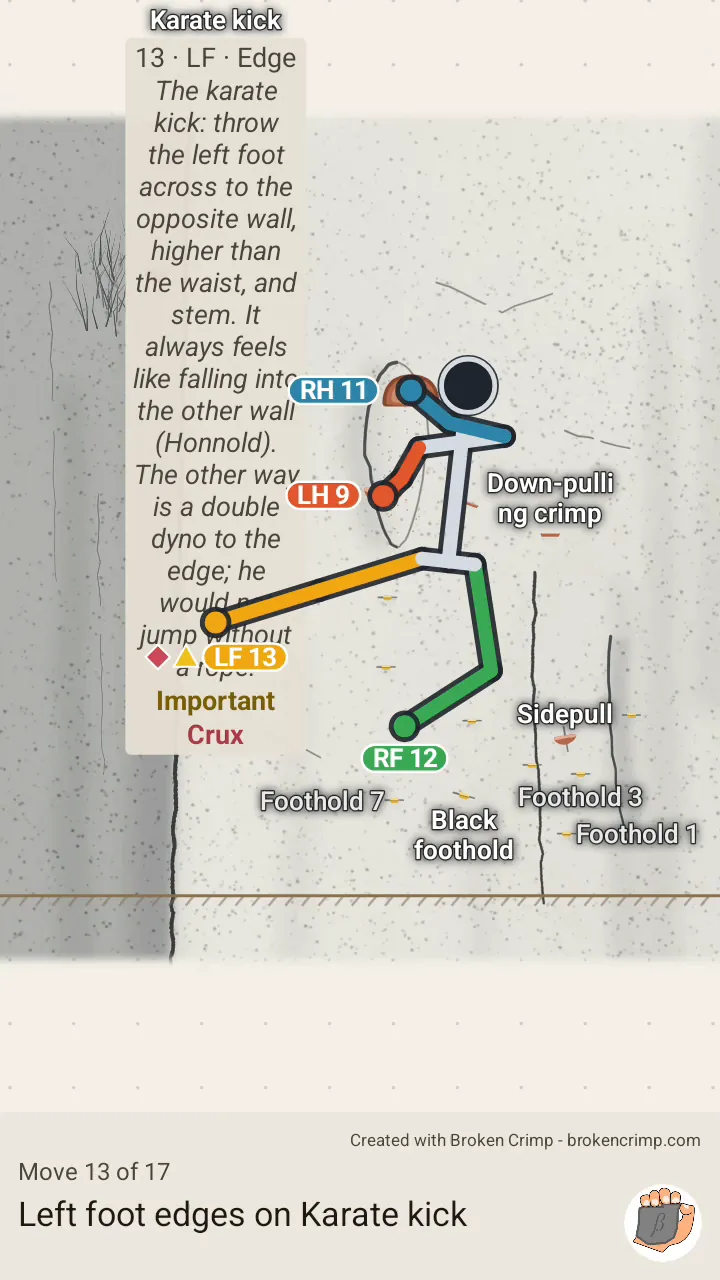 Karate kick
13 · LF · Edge
The karate
kick: throw
the left foot
across to the
opposite wall,
higher than
the waist, and
stem. It
always feels
like falling into
the other wall
(Honnold).
The other way
is a double
dyno to the
edge; he
would not
jump without
a rope.
Important
Crux
RH 11
LH 9
Down-pulli
ng crimp
LF 13
Sidepull
RF 12
Foothold 7
Foothold 3
Black
foothold
Foothold 1
Created with Broken Crimp - brokencrimp.com
Move 13 of 17
Left foot edges on Karate kick
β